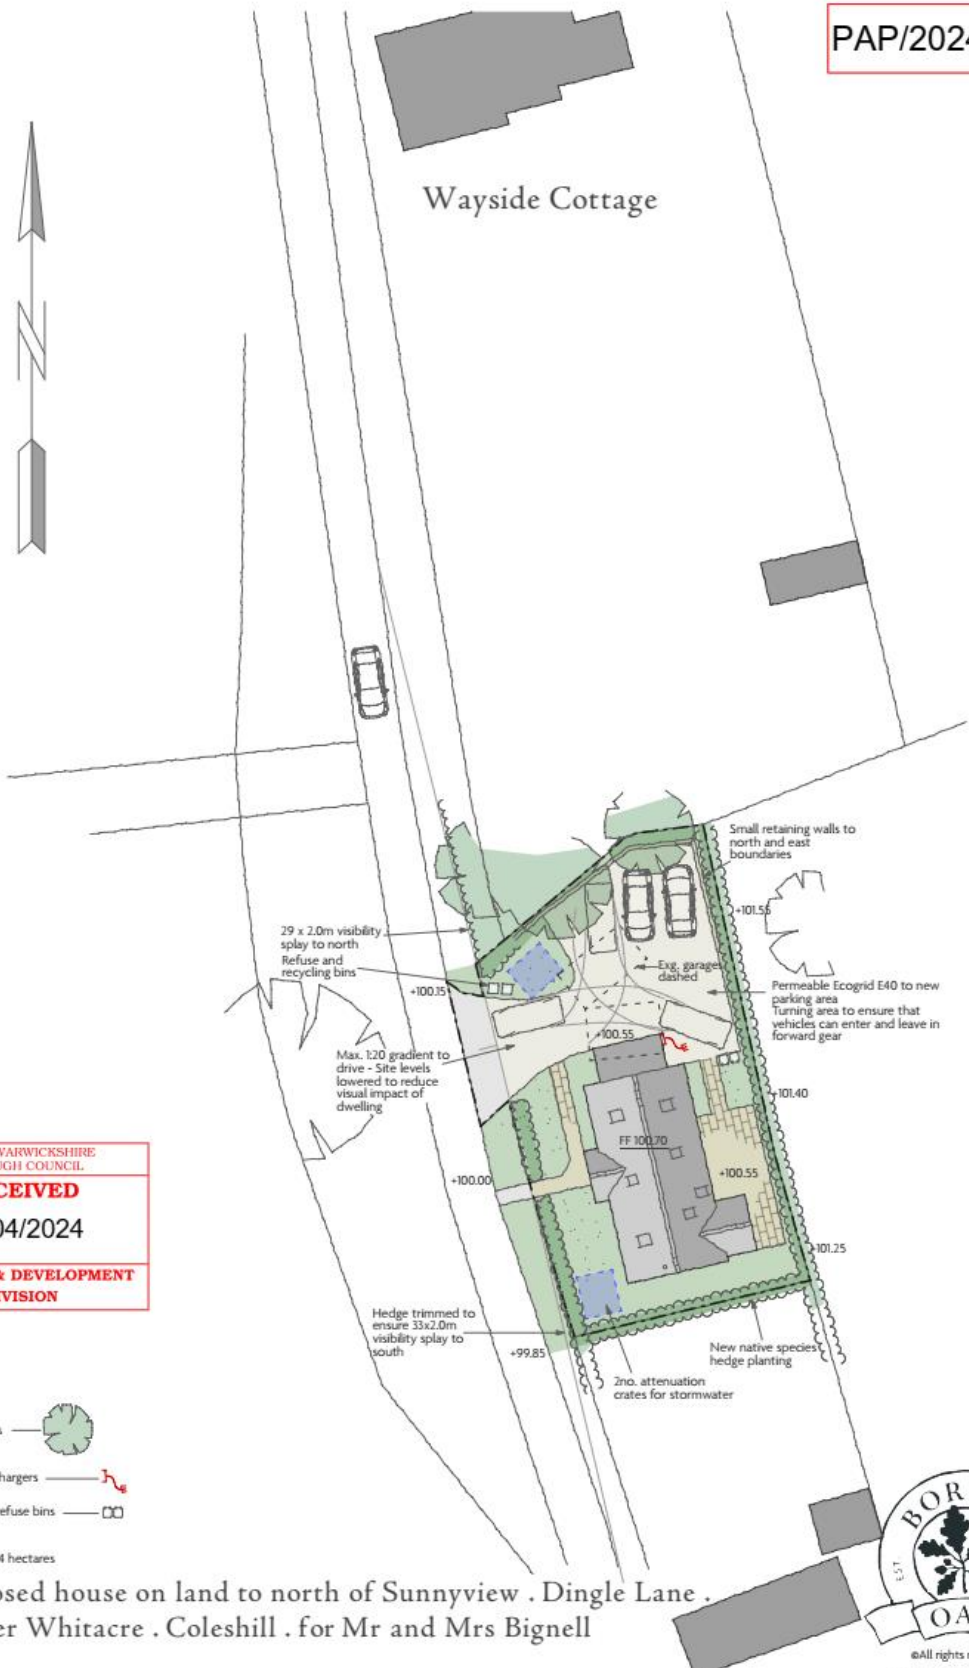 PAP/2024
N
Wayside Cottage
Small retaining walls to
north and east
boundaries
+101.55
29 x 2.0m visibility
splay to north
Refuse and
recycling bins
+100.15
Exg. garages
dashed
Permeable Ecogrid E40 to new
parking area
Turning area to ensure that
vehicles can enter and leave in
forward gear
+100.55
Max. 1:20 gradient to
drive - Site levels
lowered to reduce
visual impact of
dwelling
+101.40
FF 100.70
+100.55
+100.00
WARWICKSHIRE
UGH COUNCIL
CEIVED
04/2024
& DEVELOPMENT
IVISION
+101.25
Hedge trimmed to
ensure 33x2.0m
visibility splay to
south
+99.85
New native species
hedge planting
2no. attenuation
crates for stormwater
hargers
efuse bins
4 hectares
osed house on land to north of Sunnyview . Dingle Lane .
er Whitacre . Coleshill . for Mr and Mrs Bignell
BOR
EST.
OA
©All rights r